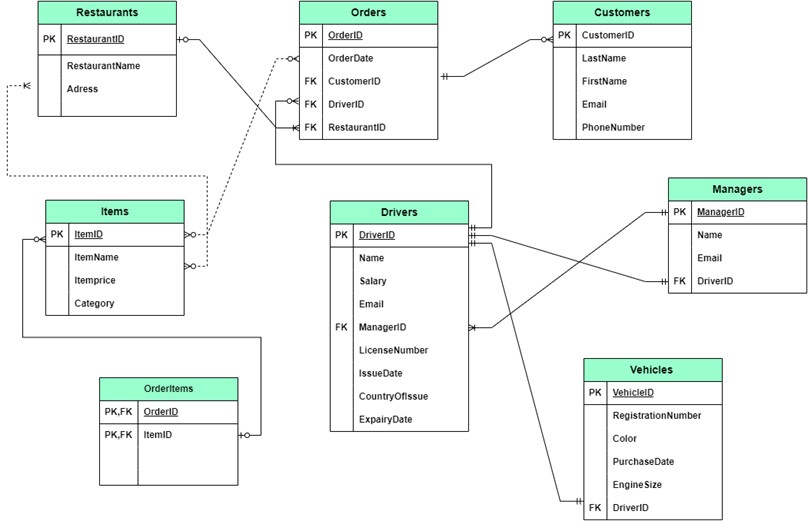 Restaurants
PK RestaurantID
RestaurantName
Adress
Orders
PK OrderID
OrderDate
FK CustomerID
FK DriverID
FK RestaurantID
Customers
PK CustomerID
LastName
FirstName
Email
PhoneNumber
Items
PK ItemID
ItemName
Itemprice
Category
Drivers
PK DriverID
Name
Salary
Email
FK ManagerID
LicenseNumber
IssueDate
CountryOfIssue
ExpairyDate
Managers
PK ManagerID
Name
Email
FK DriverID
OrderItems
PK,FK OrderID
PK,FK ItemID
Vehicles
PK VehicleID
RegistrationNumber
Color
PurchaseDate
EngineSize
FK DriverID